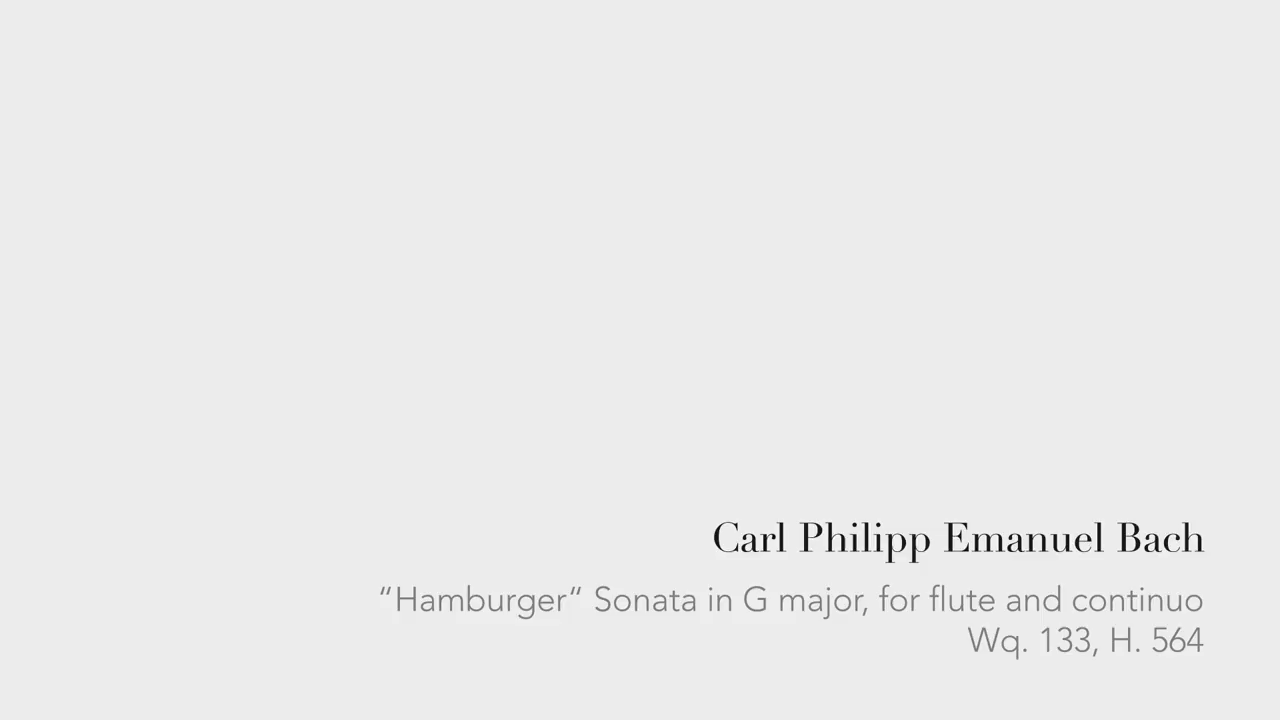 Carl Philipp Emanuel Bach
“Hamburger“ Sonata in G major, for flute and continuo
Wq. 133, H. 564